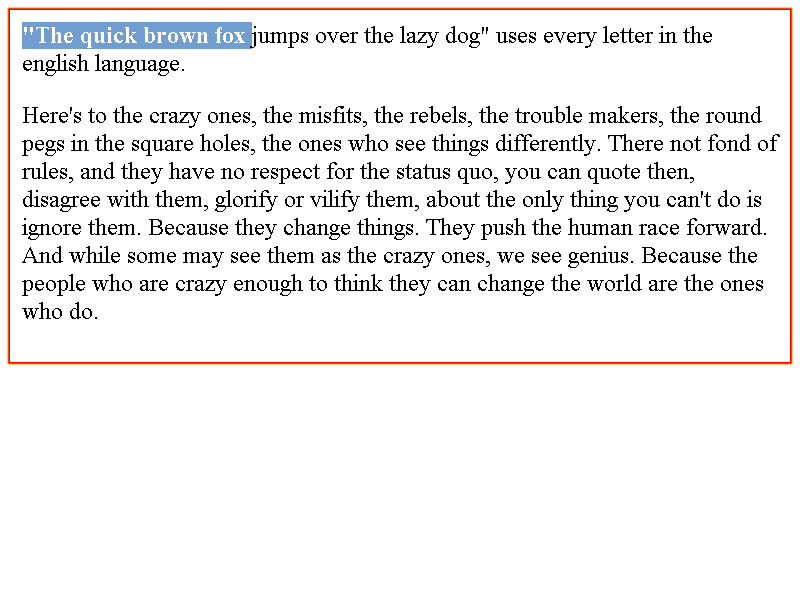 "The quick brown fox jumps over the lazy dog" uses every letter in the
english language.
Here's to the crazy ones, the misfits, the rebels, the trouble makers, the round
pegs in the square holes, the ones who see things differently. There not fond of
rules, and they have no respect for the status quo, you can quote then,
disagree with them, glorify or vilify them, about the only thing you can't do is
ignore them. Because they change things. They push the human race forward.
And while some may see them as the crazy ones, we see genius. Because the
people who are crazy enough to think they can change the world are the ones
who do.